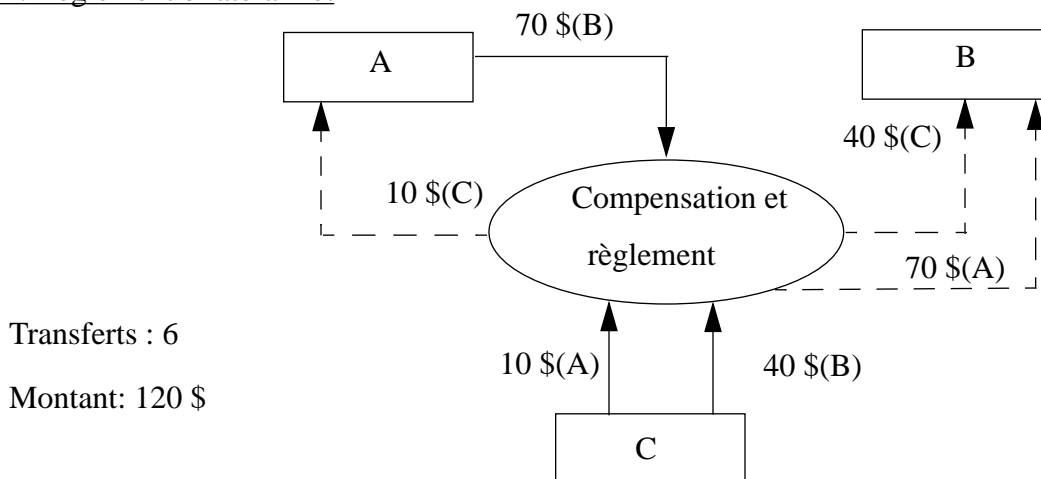 70 $(B)
A
B
40 $(C)
10 $(C)
Compensation et
règlement
70 $(A)
Transferts : 6
10 $(A)
40 $(B)
Montant: 120 $
C